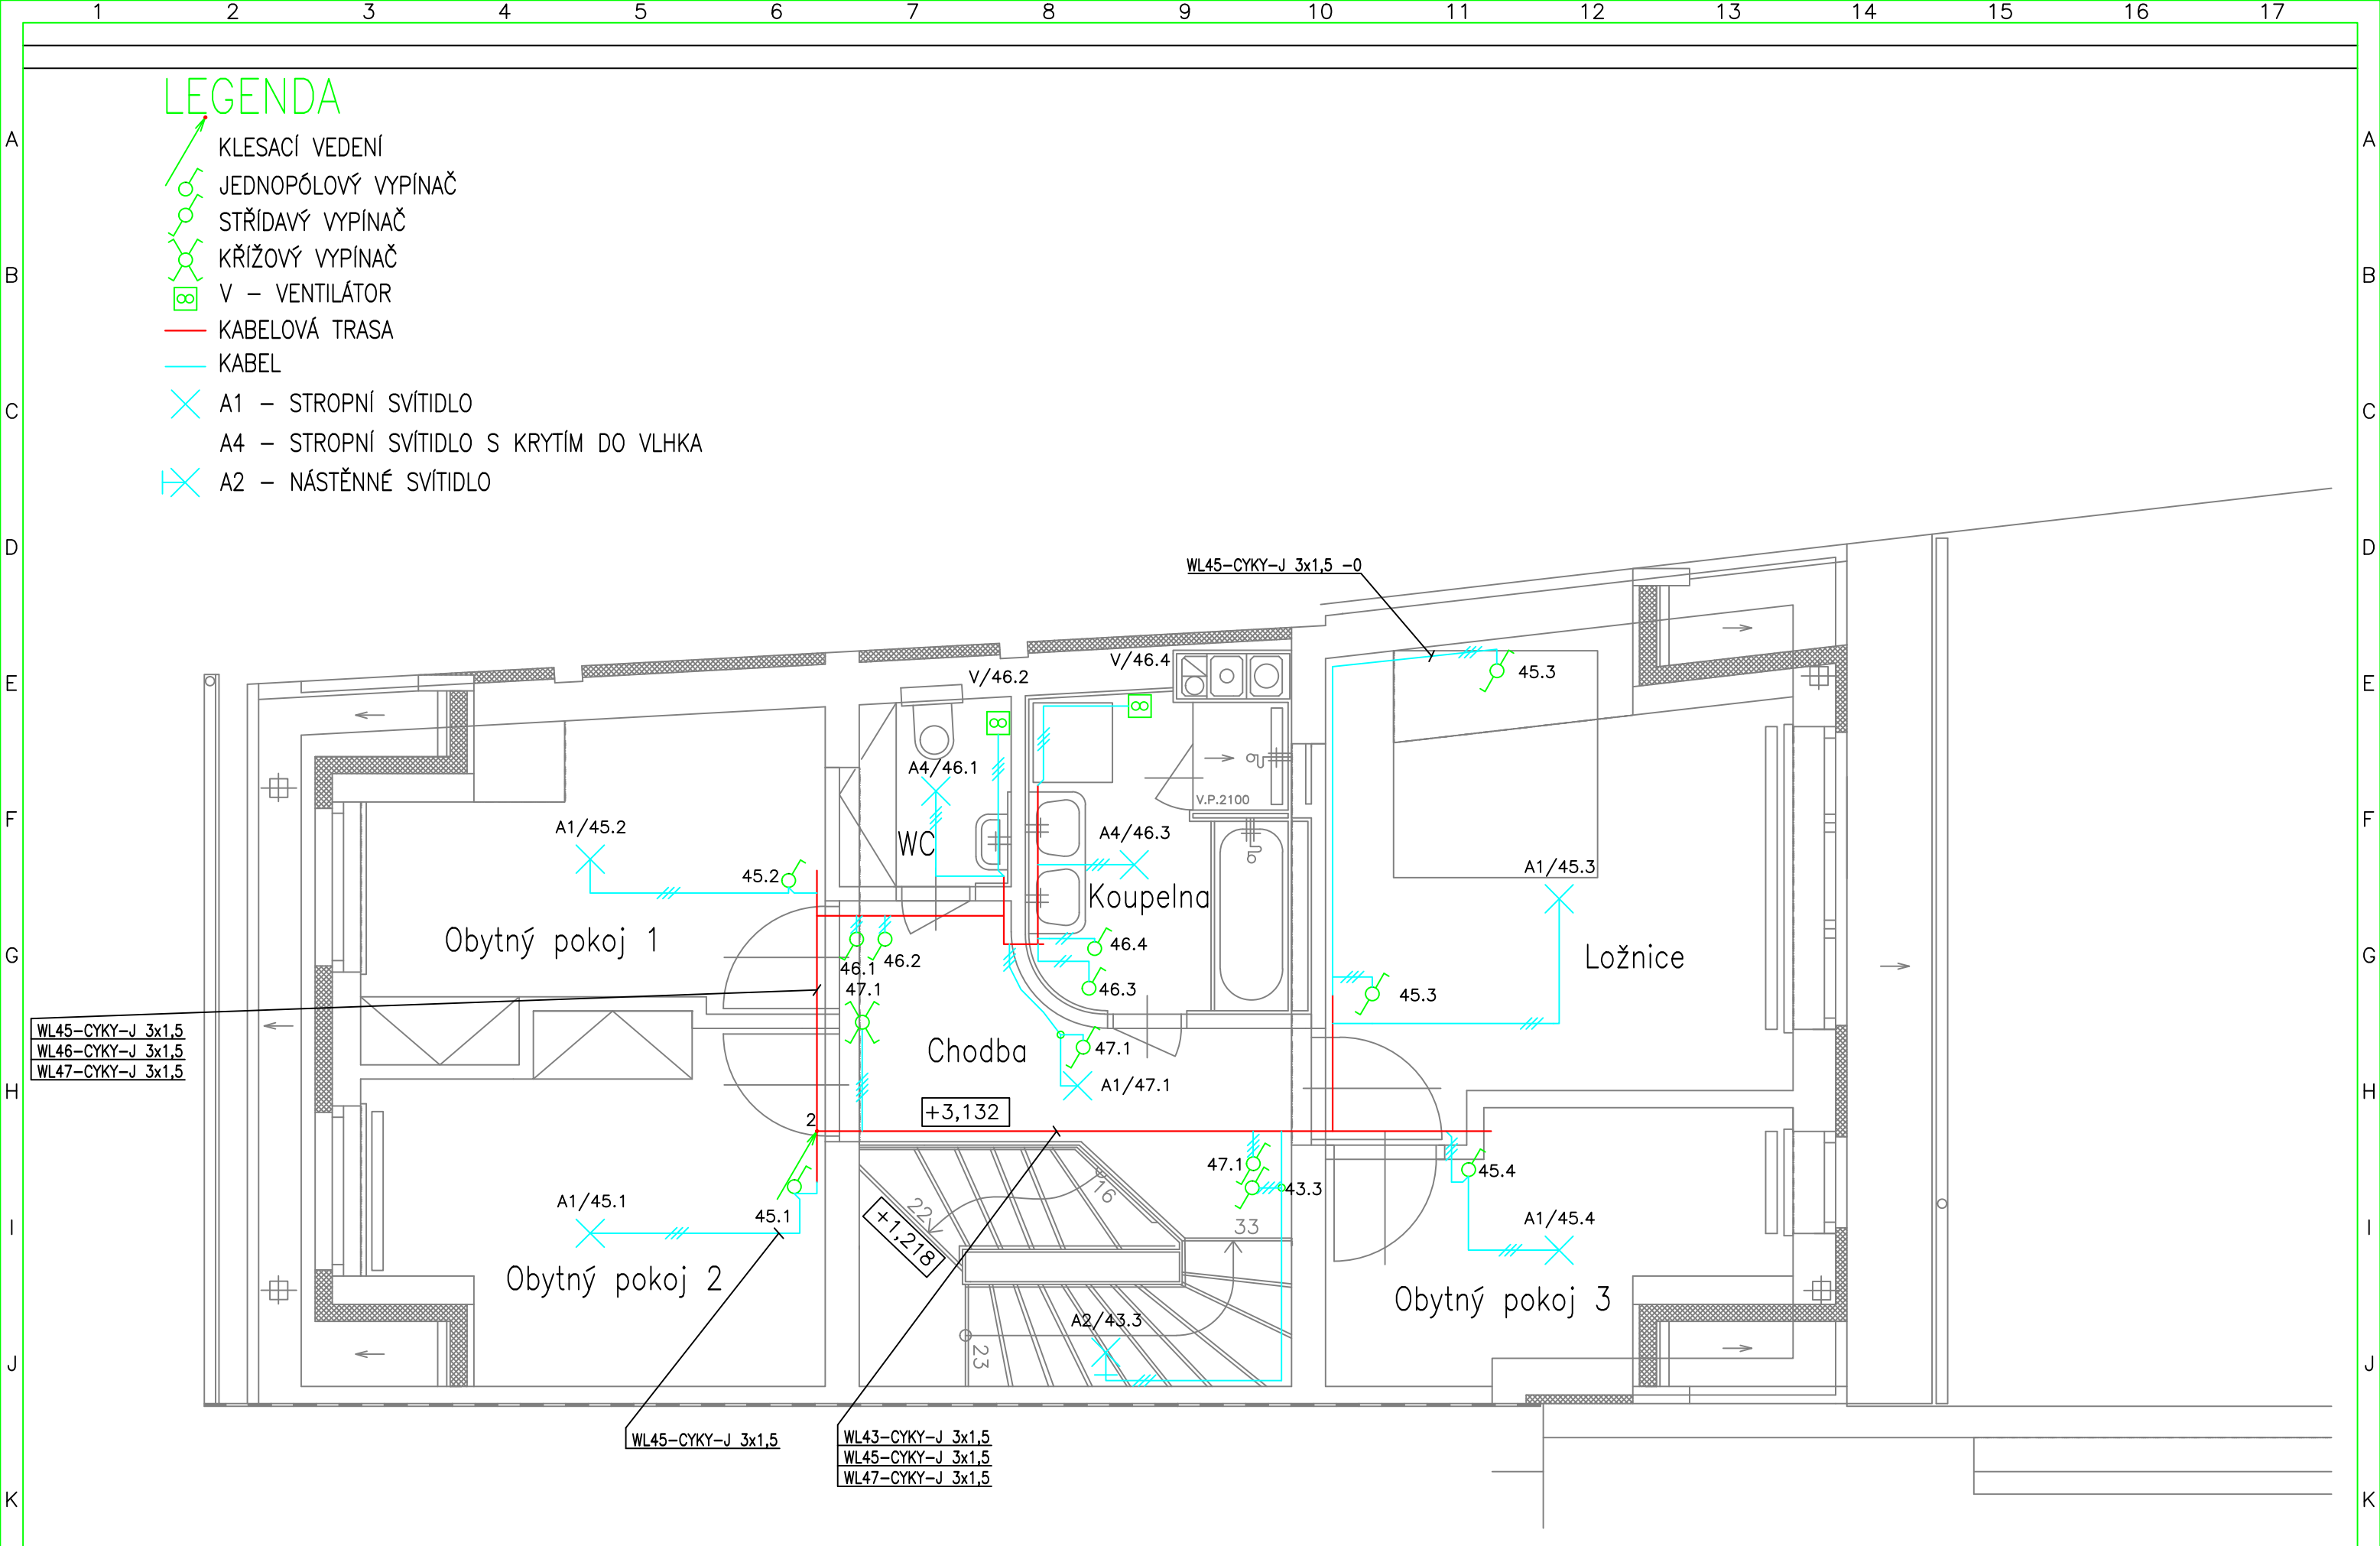 1 2 3 4 5 6 7 8 9 10 11 12 13 14 15 16 17
LEGENDA
A A
KLESACÍ VEDENÍ
JEDNOPÓLOVÝ VYPÍNAČ
STŘÍDAVÝ VYPÍNAČ
KŘÍŽOVÝ VYPÍNAČ
B B
V – VENTILÁTOR
KABELOVÁ TRASA
KABEL
A1 – STROPNÍ SVÍTIDLO
C C
A4 – STROPNÍ SVÍTIDLO S KRYTÍM DO VLHKA
A2 – NÁSTĚNNÉ SVÍTIDLO
D D
WL45-CYKY-J 3x1,5 -0
V/46.4
V/46.2
45.3
E E
A4/46.1
V.P.2100
F F
A1/45.2
A4/46.3
WC
A1/45.3
45.2
Koupelna
Obytný pokoj 1
46.4
Ložnice
G G
46.1
46.2
47.1
46.3
45.3
WL45-CYKY-J 3x1,5
WL46-CYKY-J 3x1,5
WL47-CYKY-J 3x1,5
Chodba
47.1
A1/47.1
H H
+3,132
2
47.1
45.4
16
43.3
A1/45.1
22
45.1
33
A1/45.4
I I
+1,218
Obytný pokoj 2
Obytný pokoj 3
A2/43.3
23
J J
WL45-CYKY-J 3x1,5
WL43-CYKY-J 3x1,5
WL45-CYKY-J 3x1,5
WL47-CYKY-J 3x1,5
K K